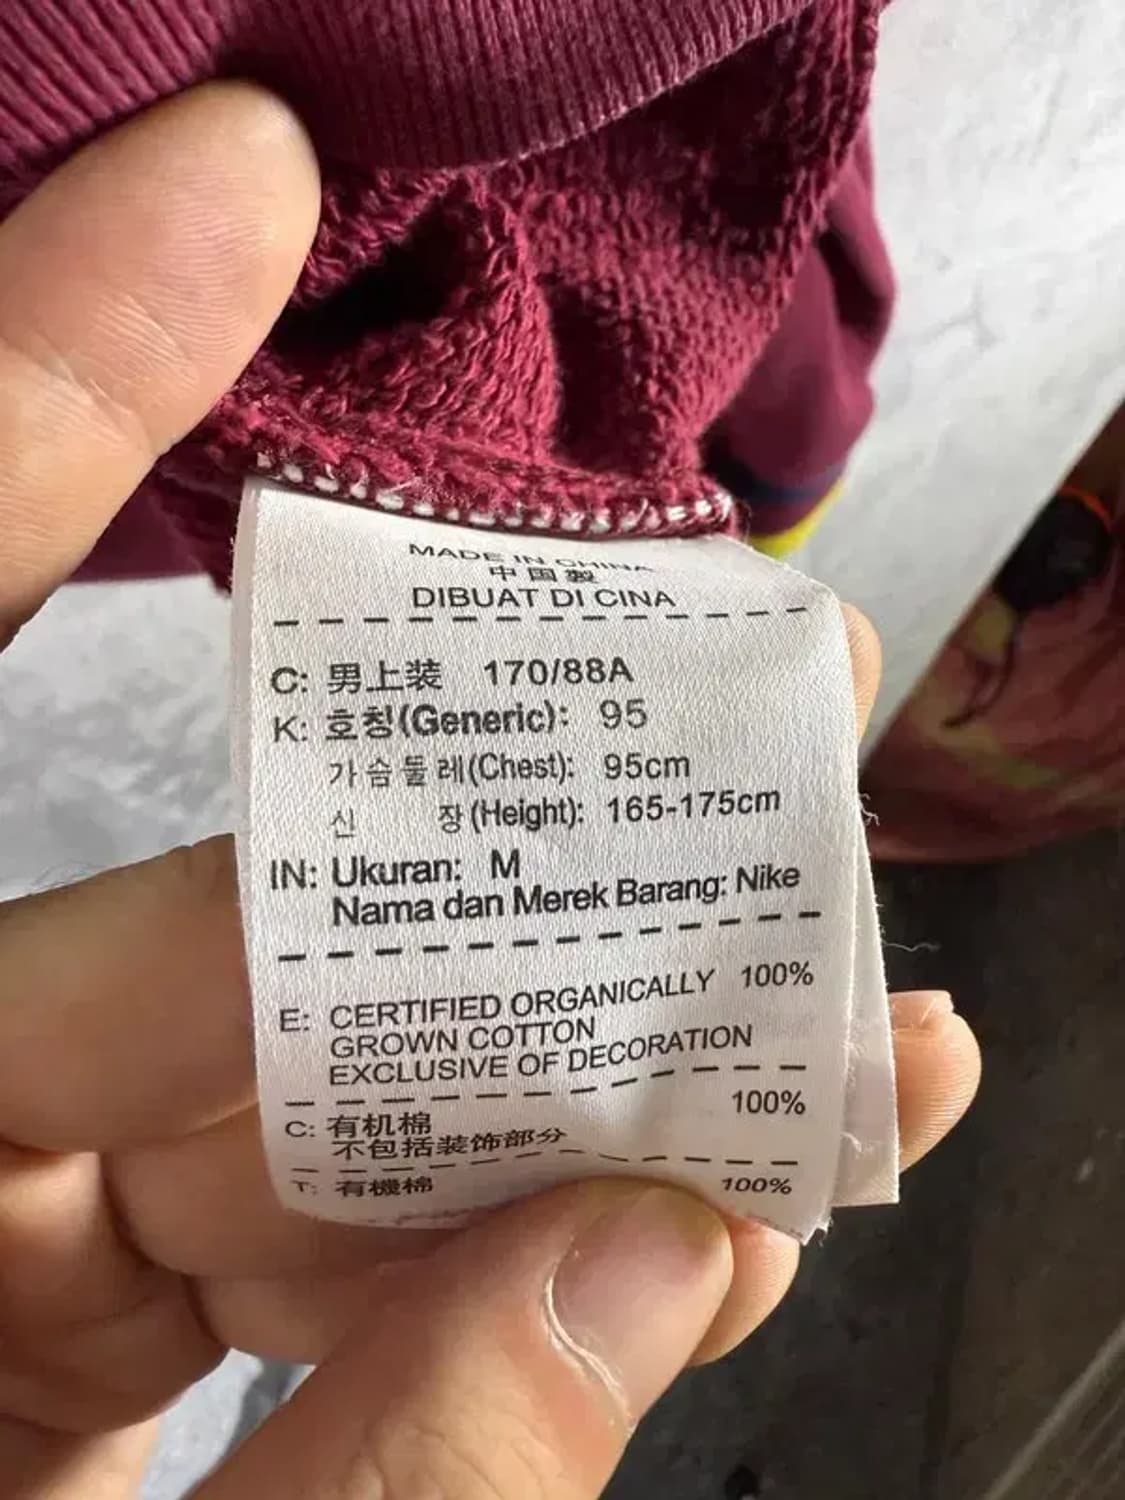 MADE IN CHINA
中国製
DIBUAT DI CINA
C: 男上装 170/88A
K: 호칭(Generic): 95
가슴둘레(Chest): 95cm
신 장(Height): 165-175cm
IN: Ukuran: M
Nama dan Merek Barang: Nike
E: CERTIFIED ORGANICALLY 100%
GROWN COTTON
EXCLUSIVE OF DECORATION
C: 有机棉 100%
不包括装饰部分
T: 有機棉 100%